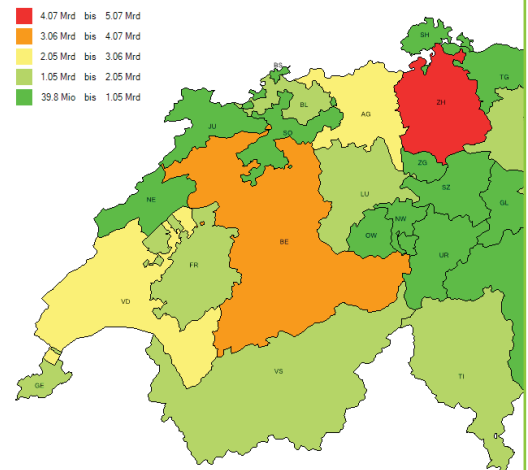 4.07 Mrd bis 5.07 Mrd
3.06 Mrd bis 4.07 Mrd
2.05 Mrd bis 3.06 Mrd
1.05 Mrd bis 2.05 Mrd
39.8 Mio bis 1.05 Mrd
SH
BS
TG
BL
AG
ZH
JU
SO
ZG
SZ
NE
LU
NW
GL
OW
UR
BE
FR
VD
VS
TI
GE